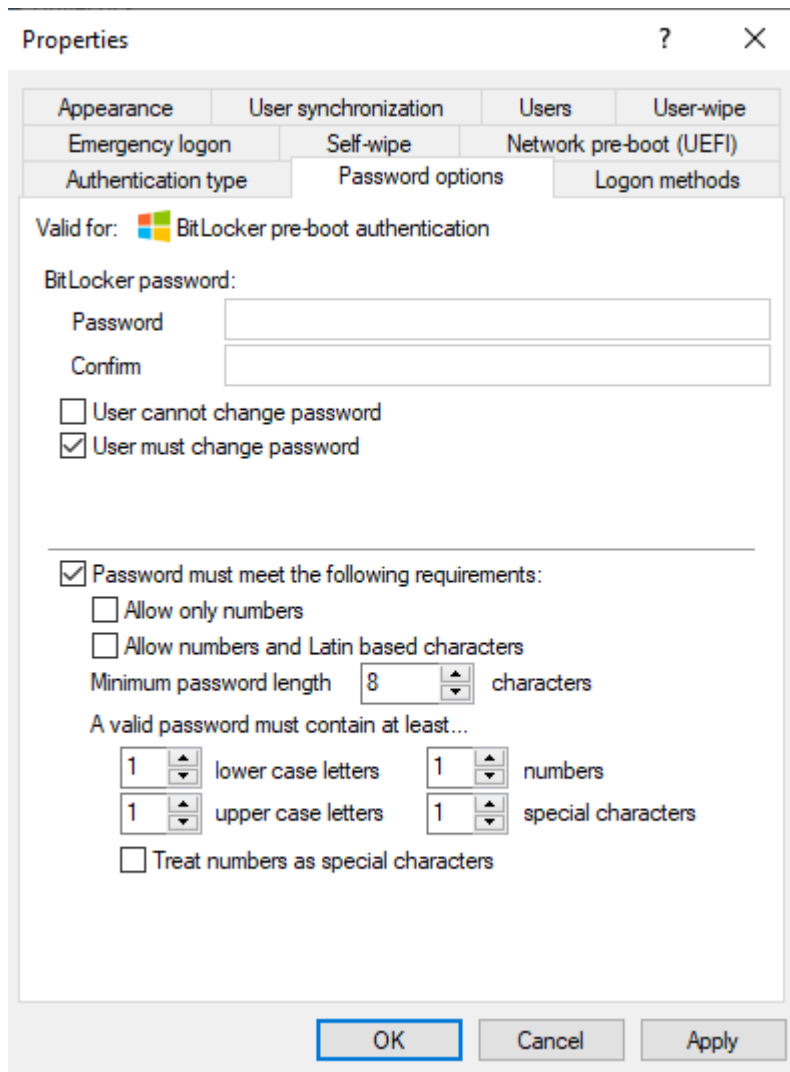 Properties ?
Appearance User synchronization Users User-wipe
Emergency logon Self-wipe Network pre-boot (UEFI)
Authentication type Password options Logon methods
Valid for: BitLocker pre-boot authentication
BitLocker password:
Password
Confirm
User cannot change password
User must change password
Password must meet the following requirements:
Allow only numbers
Allow numbers and Latin based characters
Minimum password length 8 characters
A valid password must contain at least...
1 lower case letters 1 numbers
1 upper case letters 1 special characters
Treat numbers as special characters
OK Cancel Apply